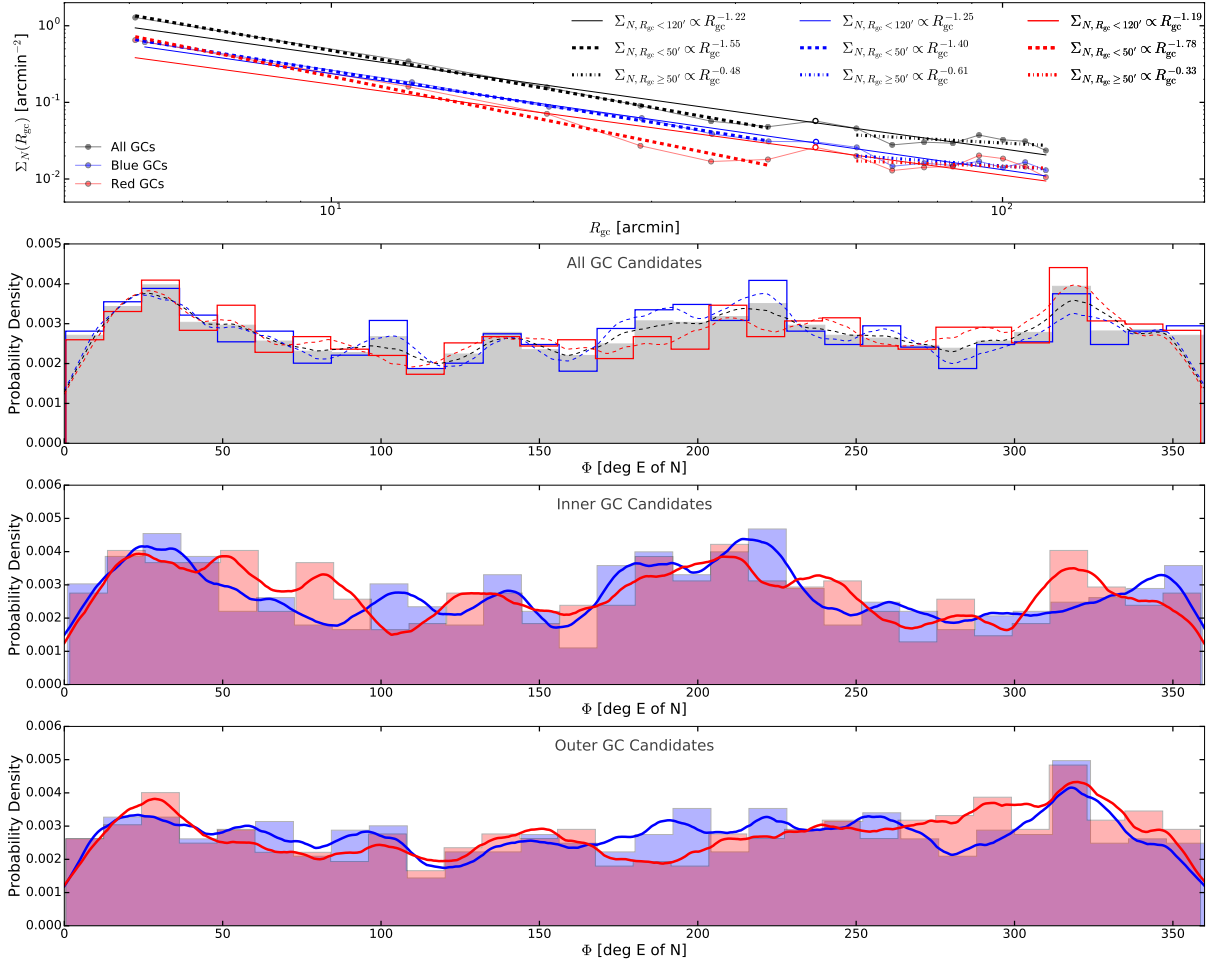 Σ_N(R_gc) [arcmin⁻²]
10⁰
10⁻¹
10⁻²
Σ_{N, R_gc<120′} ∝ R_gc^{−1.22}
Σ_{N, R_gc<50′} ∝ R_gc^{−1.55}
Σ_{N, R_gc≥50′} ∝ R_gc^{−0.48}
Σ_{N, R_gc<120′} ∝ R_gc^{−1.25}
Σ_{N, R_gc<50′} ∝ R_gc^{−1.40}
Σ_{N, R_gc≥50′} ∝ R_gc^{−0.61}
Σ_{N, R_gc<120′} ∝ R_gc^{−1.19}
Σ_{N, R_gc<50′} ∝ R_gc^{−1.78}
Σ_{N, R_gc≥50′} ∝ R_gc^{−0.33}
All GCs
Blue GCs
Red GCs
10¹ 10²
R_gc [arcmin]
All GC Candidates
Probability Density
0.005
0.004
0.003
0.002
0.001
0.000
0 50 100 150 200 250 300 350
Φ [deg E of N]
Inner GC Candidates
Probability Density
0.006
0.005
0.004
0.003
0.002
0.001
0.000
0 50 100 150 200 250 300 350
Φ [deg E of N]
Outer GC Candidates
Probability Density
0.006
0.005
0.004
0.003
0.002
0.001
0.000
0 50 100 150 200 250 300 350
Φ [deg E of N]